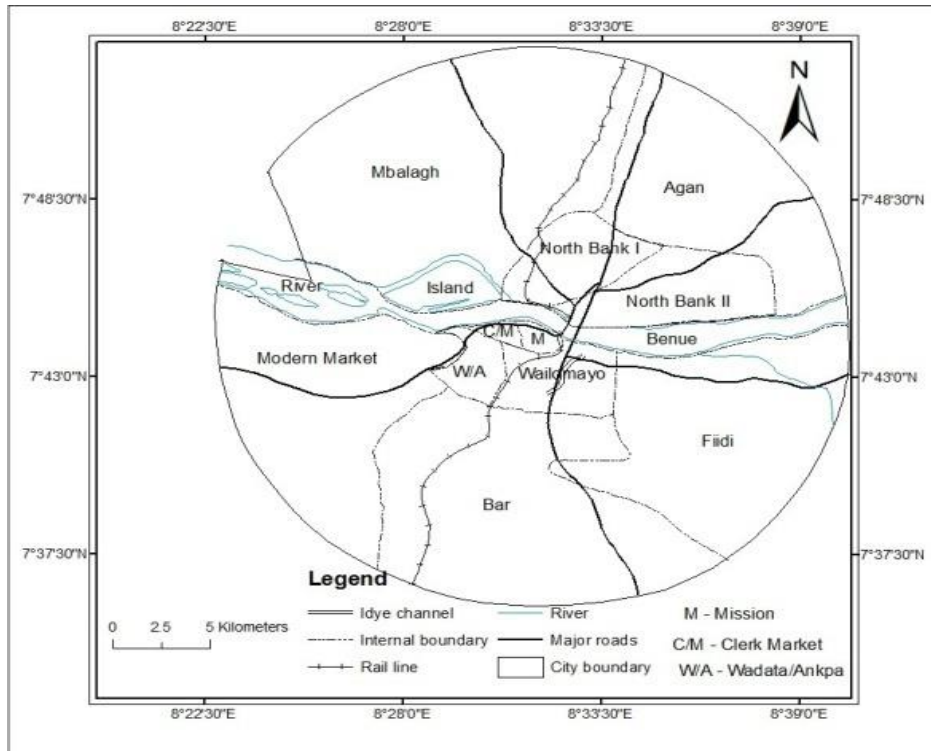 8°22'30"E 8°28'0"E 8°33'30"E 8°39'0"E
N
Mbalagh
Agan
7°48'30"N 7°48'30"N
North Bank I
River
Island
North Bank II
C/M
M
Benue
Modern Market
W/A
Wailomayo
7°43'0"N 7°43'0"N
Fiidi
Bar
7°37'30"N 7°37'30"N
Legend
Idye channel River M - Mission
0 2.5 5 Kilometers
Internal boundary Major roads C/M - Clerk Market
Rail line City boundary W/A - Wadata/Ankpa
8°22'30"E 8°28'0"E 8°33'30"E 8°39'0"E